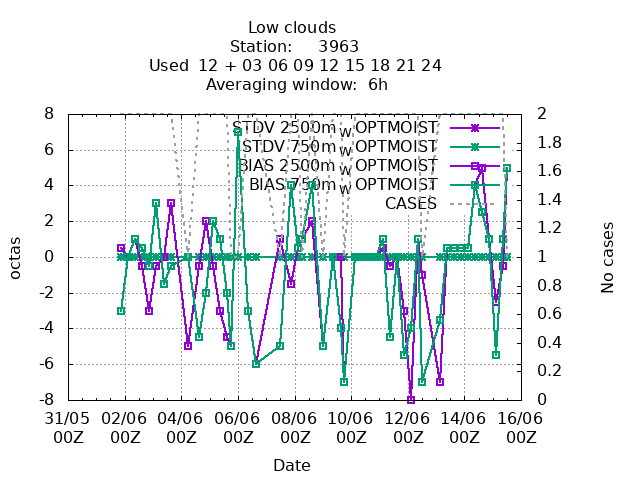 Low clouds
Station:     3963
Used  12 + 03 06 09 12 15 18 21 24
Averaging window:  6h
STDV 2500m_W OPTMOIST
STDV 750m_W OPTMOIST
BIAS 2500m_W OPTMOIST
BIAS 750m_W OPTMOIST
CASES
8
6
4
2
0
-2
-4
-6
-8
octas
2
1.8
1.6
1.4
1.2
1
0.8
0.6
0.4
0.2
0
No cases
31/05 02/06 04/06 06/06 08/06 10/06 12/06 14/06 16/06
00Z 00Z 00Z 00Z 00Z 00Z 00Z 00Z 00Z
Date